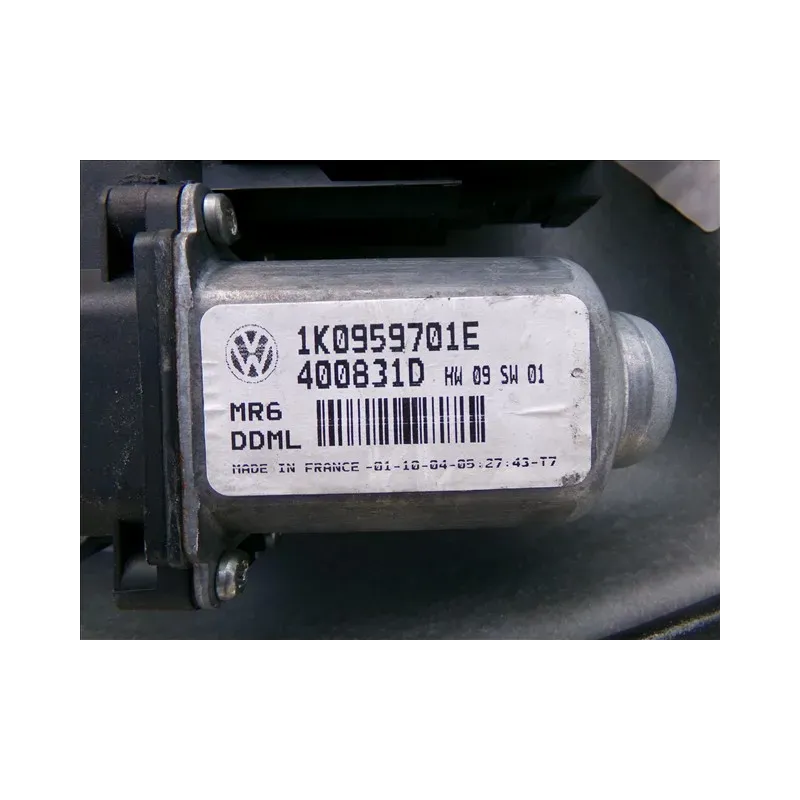 1K0959701E
400831D HW 09 SW 01
MR6
DDML
MADE IN FRANCE -01-10-04-05:27:43-T7